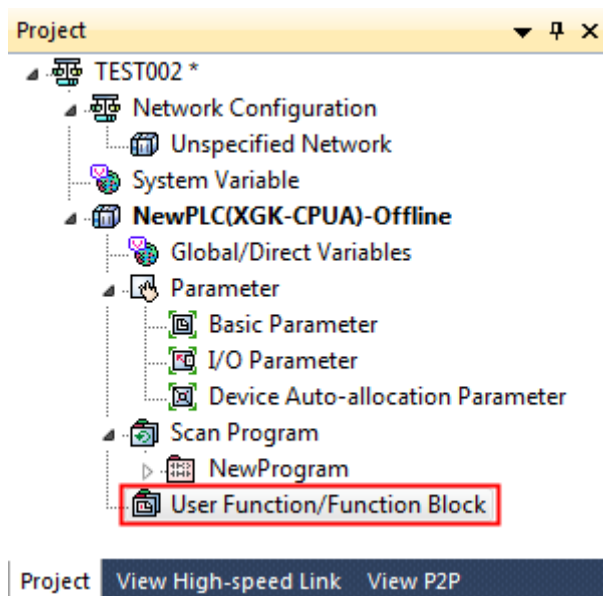 Project
TEST002 *
Network Configuration
Unspecified Network
System Variable
NewPLC(XGK-CPUA)-Offline
Global/Direct Variables
Parameter
Basic Parameter
I/O Parameter
Device Auto-allocation Parameter
Scan Program
NewProgram
User Function/Function Block
Project View High-speed Link View P2P